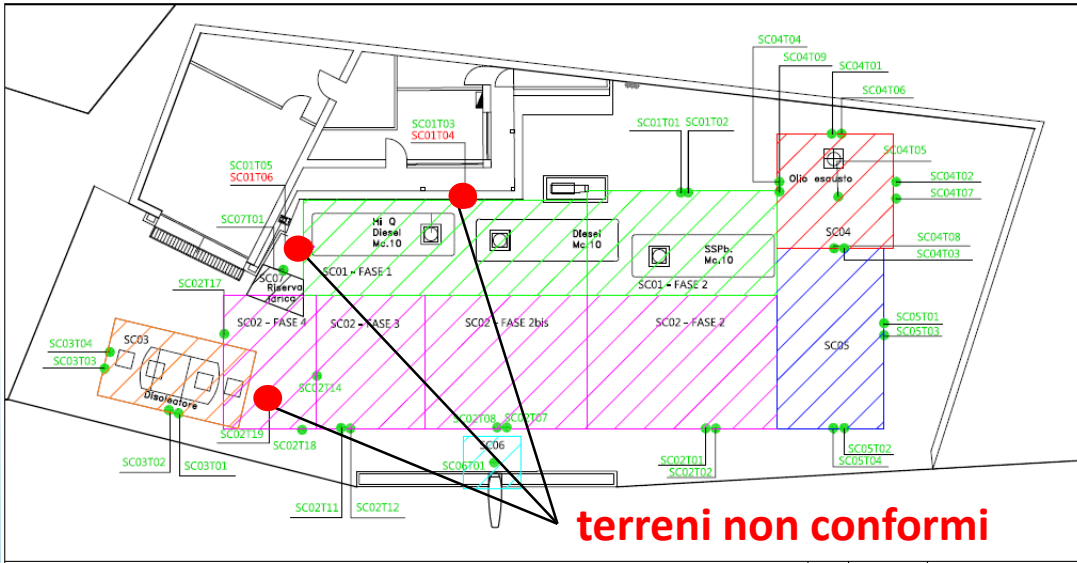 SC04T04
SC04T09
SC04T01
SC04T06
SC01T03
SC01T04
SC01T01 SC01T02
SC01T05
SC01T06
SC04T05
Olio esausto
SC04T02
SC04T07
SC07T01
Hi Q
Diesel
Mc.10
Diesel
Mc.10
SSPb.
Mc.10
SC04
SC04T08
SC04T03
SC07
Riserva
SC01 - FASE 1
SC01 - FASE 2
SC02T17
SC02 - FASE 4
SC02 - FASE 3
SC02 - FASE 2bis
SC02 - FASE 2
SC05T01
SC05T03
SC03
SC05
SC03T04
SC03T03
SC02T14
Disoleatore
SC02T19
SC02T18
SC02T08
SC02T07
SC06
SC06T01
SC03T02
SC03T01
SC02T01
SC02T02
SC05T02
SC05T04
SC02T11
SC02T12
terreni non conformi